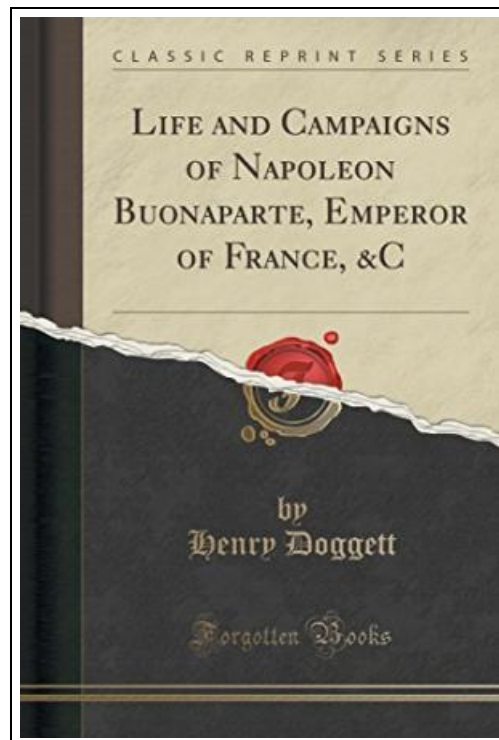 CLASSIC REPRINT SERIES
LIFE AND CAMPAIGNS
OF NAPOLEON
BUONAPARTE, EMPEROR
OF FRANCE, &C
F
by
Henry Doggett
Forgotten Books